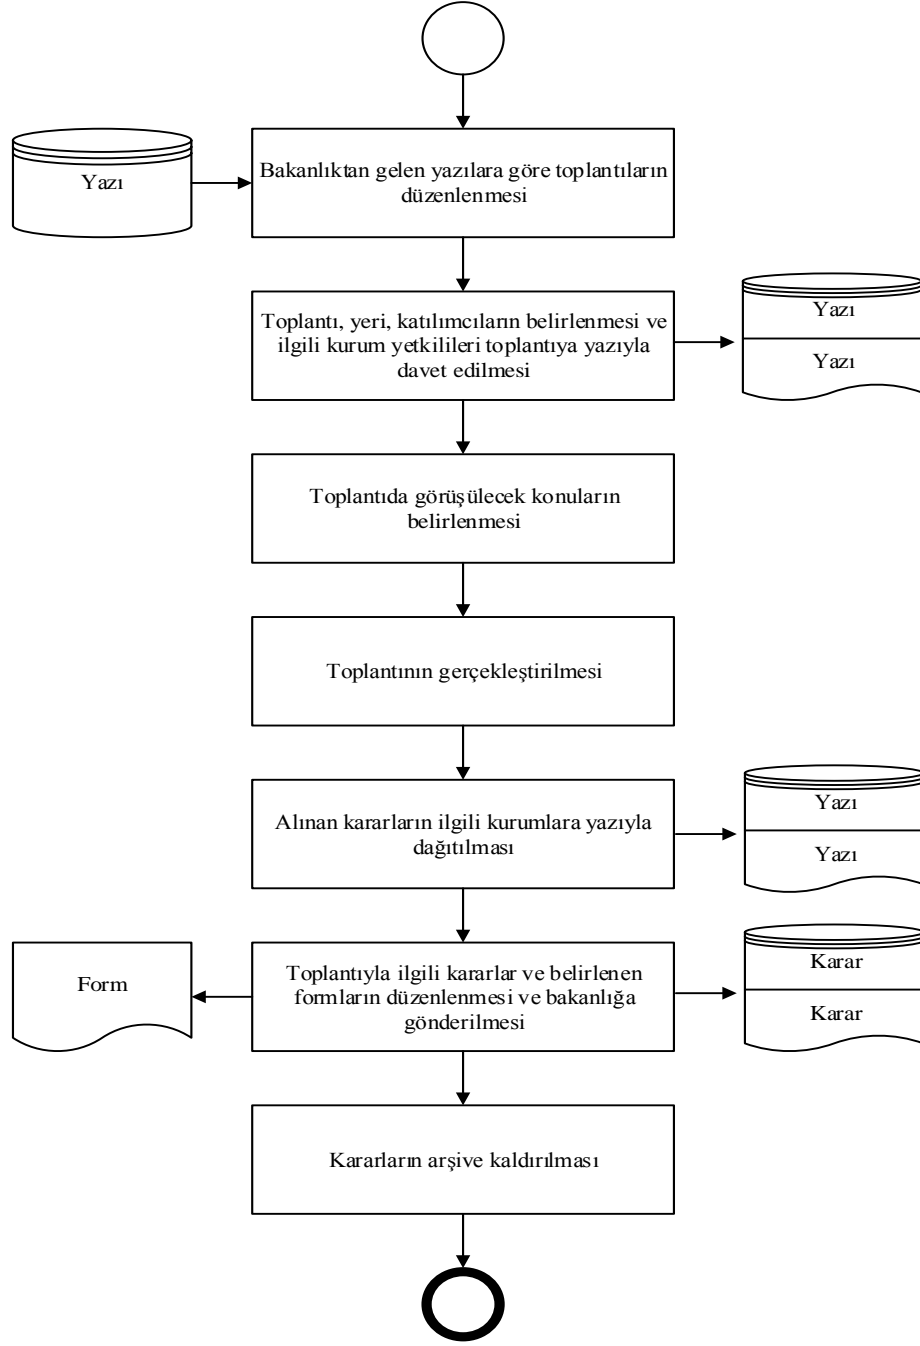 Yazı
Bakanlıktan gelen yazılara göre toplantıların
düzenlenmesi
Toplantı, yeri, katılımcıların belirlenmesi ve
ilgili kurum yetkilileri toplantıya yazıyla
davet edilmesi
Yazı
Yazı
Toplantıda görüşülecek konuların
belirlenmesi
Toplantının gerçekleştirilmesi
Alınan kararların ilgili kurumlara yazıyla
dağıtılması
Yazı
Yazı
Form
Toplantıyla ilgili kararlar ve belirlenen
formların düzenlenmesi ve bakanlığa
gönderilmesi
Karar
Karar
Kararların arşive kaldırılması